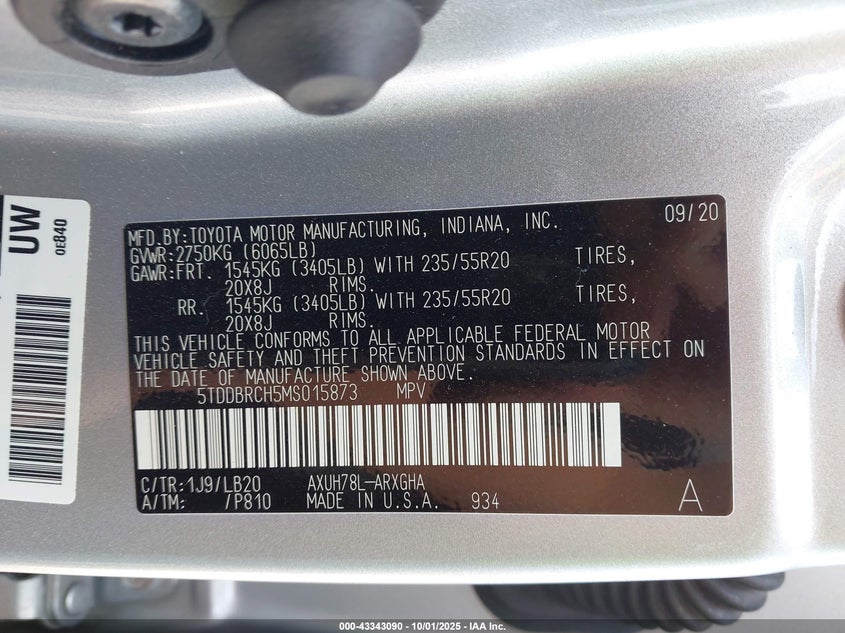 UW
0E840
09/20
MFD.BY:TOYOTA MOTOR MANUFACTURING, INDIANA, INC.
GVWR:2750KG (6065LB)
GAWR:FRT. 1545KG (3405LB) WITH 235/55R20 TIRES,
20X8J RIMS.
RR. 1545KG (3405LB) WITH 235/55R20 TIRES,
20X8J RIMS.
THIS VEHICLE CONFORMS TO ALL APPLICABLE FEDERAL MOTOR
VEHICLE SAFETY AND THEFT PREVENTION STANDARDS IN EFFECT ON
THE DATE OF MANUFACTURE SHOWN ABOVE.
5TDDBRCH5MS015873 MPV
C/TR:1J9/LB20 AXUH78L-ARXGHA
A/TM: /P810 MADE IN U.S.A. 934 A
000-43343090 - 10/01/2025 - IAA Inc.